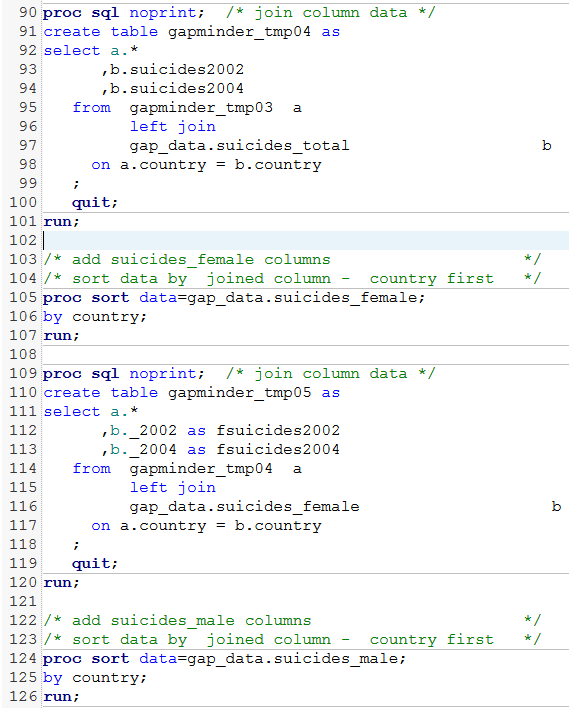 90 proc sql noprint;  /* join column data */
91 create table gapminder_tmp04 as
92 select a.*
93       ,b.suicides2002
94       ,b.suicides2004
95    from  gapminder_tmp03  a
96          left join
97          gap_data.suicides_total                    b
98      on a.country = b.country
99    ;
100    quit;
101 run;
102
103 /* add suicides_female columns                    */
104 /* sort data by  joined column -  country first   */
105 proc sort data=gap_data.suicides_female;
106 by country;
107 run;
108
109 proc sql noprint;  /* join column data */
110 create table gapminder_tmp05 as
111 select a.*
112       ,b._2002 as fsuicides2002
113       ,b._2004 as fsuicides2004
114    from  gapminder_tmp04  a
115          left join
116          gap_data.suicides_female                    b
117      on a.country = b.country
118    ;
119    quit;
120 run;
121
122 /* add suicides_male columns                      */
123 /* sort data by  joined column -  country first   */
124 proc sort data=gap_data.suicides_male;
125 by country;
126 run;